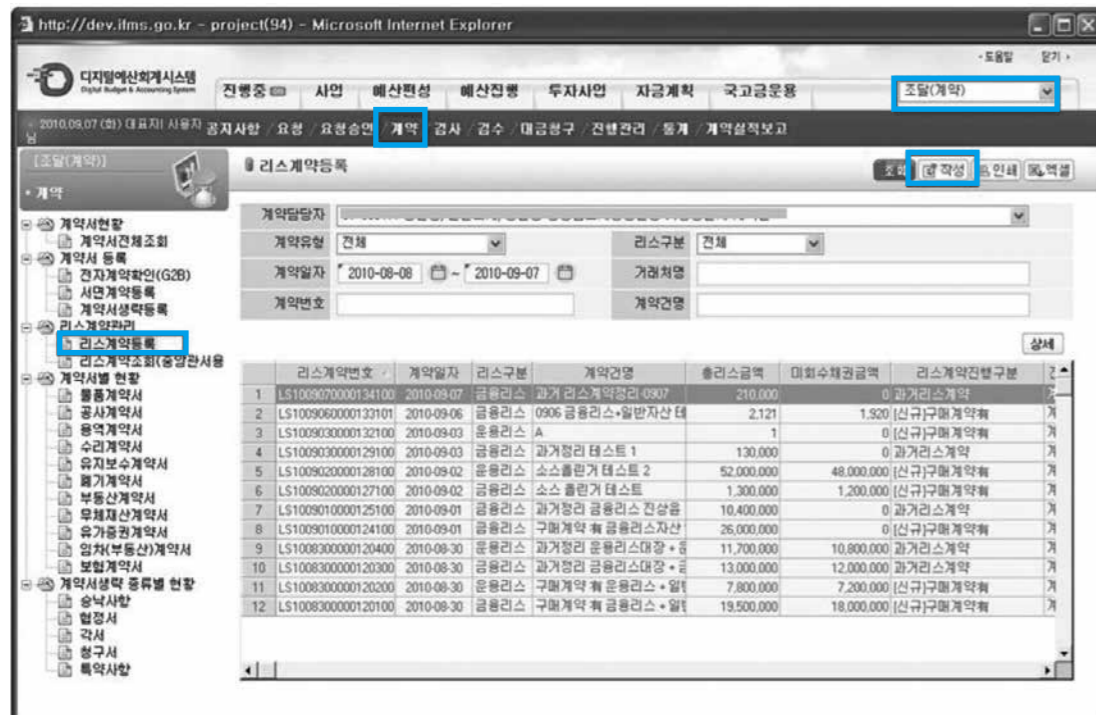 http://dev.ifms.go.kr - project(94) - Microsoft Internet Explorer
도움말 닫기
디지털예산회계시스템
Digital Budget & Accounting System
진행중 사업 예산편성 예산집행 투자사업 자금계획 국고금운용 조달(계약)
2010.09.07 (화) 대표지 사용자님
공지사항 / 요청 / 요청승인 / 계약 / 검사 / 검수 / 대금청구 / 진행관리 / 통계 / 계약실적보고
[조달(계약)]
• 계약
리스계약등록
조회 작성 인쇄 엑셀
계약서현황
계약서전체조회
계약서 등록
전자계약확인(G2B)
서면계약등록
계약서생략등록
리스계약관리
리스계약등록
리스계약조회(중앙관서용
계약서별 현황
물품계약서
공사계약서
용역계약서
수리계약서
유지보수계약서
폐기계약서
부동산계약서
무체재산계약서
유가증권계약서
임차(부동산)계약서
보험계약서
계약서생략 종류별 현황
승낙사항
협정서
각서
청구서
특약사항
계약담당자
계약유형 전체 리스구분 전체
계약일자 2010-08-08 ~ 2010-09-07 거래처명
계약번호 계약건명
상세
리스계약번호 계약일자 리스구분 계약건명 총리스금액 미회수채권금액 리스계약진행구분
1 LS1009070000134100 2010-09-07 금융리스 과거 리스계약정리-0907 210,000 0 과거리스계약
2 LS1009060000133101 2010-09-06 금융리스 0906 금융리스+일반자산 테 2,121 1,920 [신규]구매계약有
3 LS1009030000132100 2010-09-03 운용리스 A 1 0 [신규]구매계약有
4 LS1009030000129100 2010-09-03 금융리스 과거정리 테스트 1 130,000 0 과거리스계약
5 LS1009020000128100 2010-09-02 운용리스 소스롤린거 테스트 2 52,000,000 48,000,000 [신규]구매계약有
6 LS1009020000127100 2010-09-02 금융리스 소스 롤린거 테스트 1,300,000 1,200,000 [신규]구매계약有
7 LS1009010000125100 2010-09-01 금융리스 과거정리 금융리스 진상음 10,400,000 0 과거리스계약
8 LS1009010000124100 2010-09-01 금융리스 구매계약 有 금융리스자산 26,000,000 0 [신규]구매계약有
9 LS1008300000120400 2010-08-30 운용리스 과거정리 운용리스대장 + 운 11,700,000 10,800,000 과거리스계약
10 LS1008300000120300 2010-08-30 금융리스 과거정리 금융리스대장 + 금 13,000,000 12,000,000 과거리스계약
11 LS1008300000120200 2010-08-30 운용리스 구매계약 有 운용리스 + 일반 7,800,000 7,200,000 [신규]구매계약有
12 LS1008300000120100 2010-08-30 금융리스 구매계약 有 금융리스 + 일반 19,500,000 18,000,000 [신규]구매계약有